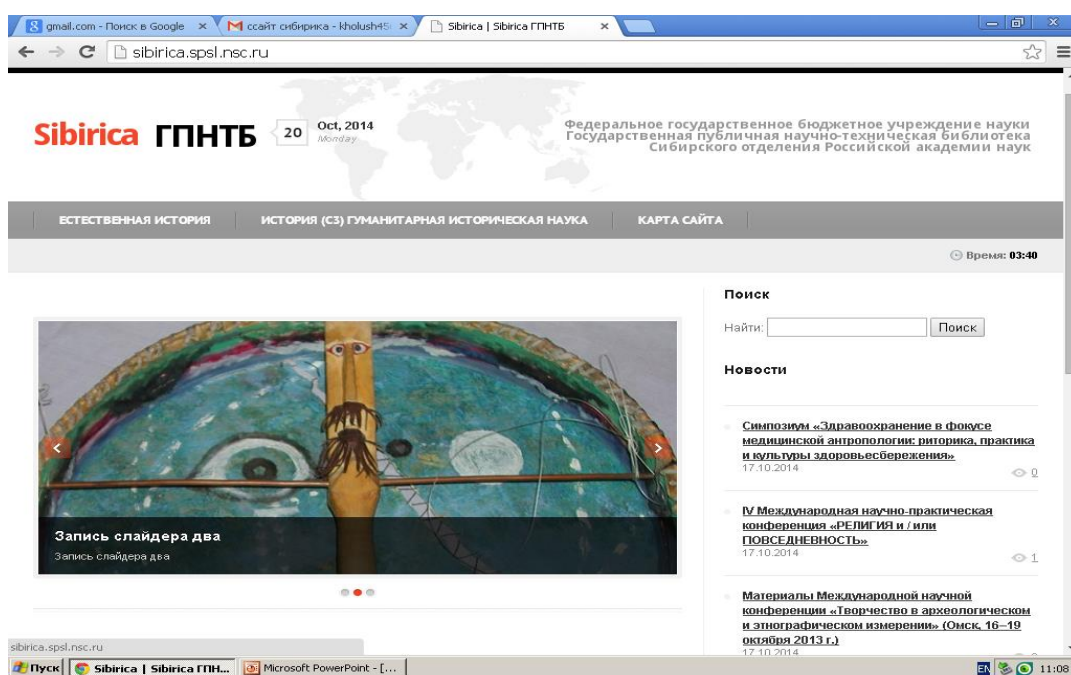 gmail.com - Поиск в Google
ссайт сибирика - kholush45
Sibirica | Sibirica ГПНТБ
sibirica.spsl.nsc.ru
Sibirica ГПНТБ
20
Oct, 2014
Monday
Федеральное государственное бюджетное учреждение науки
Государственная публичная научно-техническая библиотека
Сибирского отделения Российской академии наук
ЕСТЕСТВЕННАЯ ИСТОРИЯ
ИСТОРИЯ (С3) ГУМАНИТАРНАЯ ИСТОРИЧЕСКАЯ НАУКА
КАРТА САЙТА
Время: 03:40
Запись слайдера два
Запись слайдера два
Поиск
Найти:
Поиск
Новости
Симпозиум «Здравоохранение в фокусе
медицинской антропологии: риторика, практика
и культуры здоровьесбережения»
17.10.2014
0
IV Международная научно-практическая
конференция «РЕЛИГИЯ и / или
ПОВСЕДНЕВНОСТЬ»
17.10.2014
1
Материалы Международной научной
конференции «Творчество в археологическом
и этнографическом измерении» (Омск, 16–19
октября 2013 г.)
17.10.2014
sibirica.spsl.nsc.ru
Пуск
Sibirica | Sibirica ГПН...
Microsoft PowerPoint - [...
EN
11:08